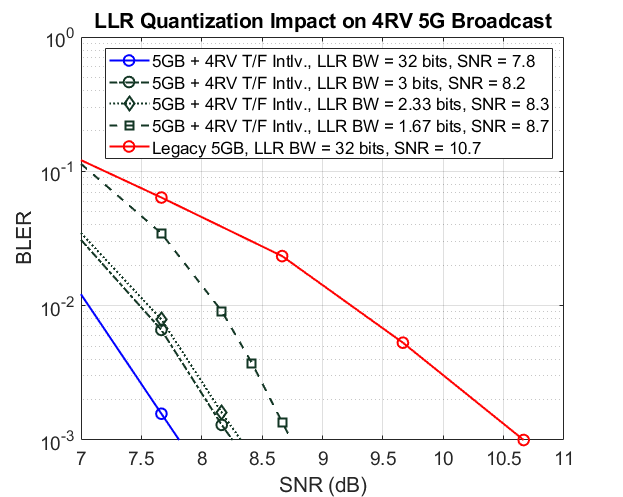 LLR Quantization Impact on 4RV 5G Broadcast
10^0
5GB + 4RV T/F Intlv., LLR BW = 32 bits, SNR = 7.8
5GB + 4RV T/F Intlv., LLR BW = 3 bits, SNR = 8.2
5GB + 4RV T/F Intlv., LLR BW = 2.33 bits, SNR = 8.3
5GB + 4RV T/F Intlv., LLR BW = 1.67 bits, SNR = 8.7
Legacy 5GB, LLR BW = 32 bits, SNR = 10.7
10^-1
BLER
10^-2
10^-3
7 7.5 8 8.5 9 9.5 10 10.5 11
SNR (dB)